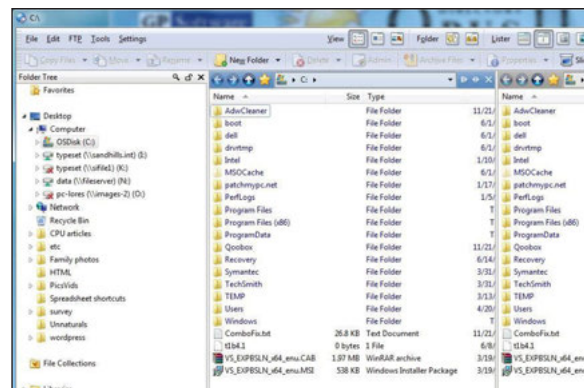 C:\
GP Software
File Edit FTP Tools Settings View Folder Lister
Copy Files Move Rename New Folder Delete Admin Archive Files Properties
Folder Tree
C:
Favorites
Desktop
Computer
OSDisk (C:)
typeset (\\sandhills.int) (I:)
typeset (\\sifile1) (K:)
data (\\fileserver) (N:)
pc-lores (\\images-2) (O:)
Network
Recycle Bin
CPU articles
etc
Family photos
HTML
PicsVids
Spreadsheet shortcuts
survey
Unnaturals
wordpress
File Collections
Name Size Type
AdwCleaner File Folder 11/21/
boot File Folder 6/1/
dell File Folder 6/1/
drvrtmp File Folder 6/1/
Intel File Folder 1/10/
MSOCache File Folder 6/1/
patchmypc.net File Folder 1/17/
PerfLogs File Folder 1/5/
Program Files File Folder T
Program Files (x86) File Folder T
ProgramData File Folder T
Qoobox File Folder 11/21/
Recovery File Folder 6/14/
Symantec File Folder 3/31/
TechSmith File Folder 3/31/
TEMP File Folder 3/13/
Users File Folder 4/20/
Windows File Folder T
ComboFix.txt 26.8 KB Text Document 11/21/
t1b4.1 0 bytes 1 File 6/8/
VS_EXPBSLN_x64_enu.CAB 1.97 MB WinRAR archive 3/19/
VS_EXPBSLN_x64_enu.MSI 538 KB Windows Installer Package 3/19/
Name
AdwCleaner
boot
dell
drvrtmp
Intel
MSOCache
patchmypc.net
PerfLogs
Program Files
Program Files (x86)
ProgramData
Qoobox
Recovery
Symantec
TechSmith
TEMP
Users
Windows
ComboFix.txt
t1b4.1
VS_EXPBSLN_x64_en
VS_EXPBSLN_x64_en